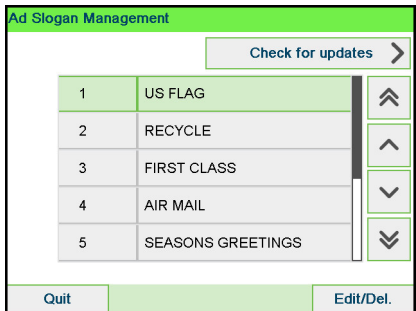 Ad Slogan Management
Check for updates
1 US FLAG
2 RECYCLE
3 FIRST CLASS
4 AIR MAIL
5 SEASONS GREETINGS
Quit Edit/Del.